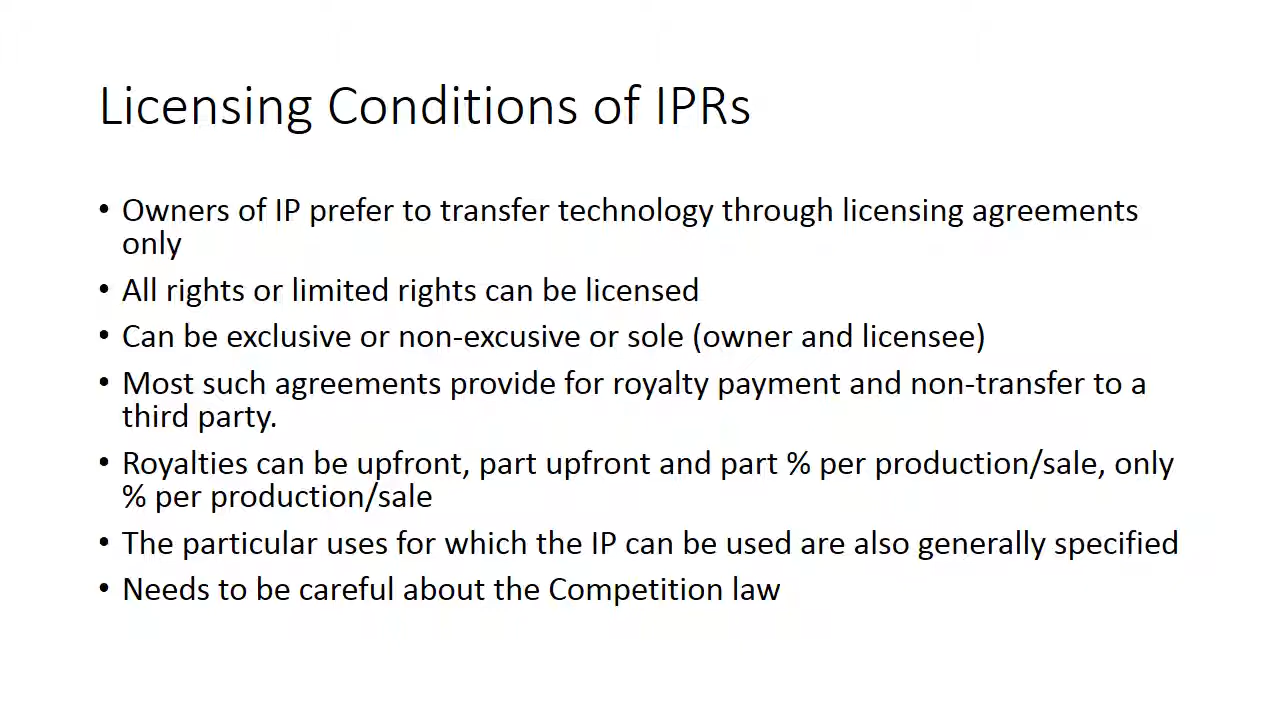 Licensing Conditions of IPRs
• Owners of IP prefer to transfer technology through licensing agreements
only
• All rights or limited rights can be licensed
• Can be exclusive or non-excusive or sole (owner and licensee)
• Most such agreements provide for royalty payment and non-transfer to a
third party.
• Royalties can be upfront, part upfront and part % per production/sale, only
% per production/sale
• The particular uses for which the IP can be used are also generally specified
• Needs to be careful about the Competition law